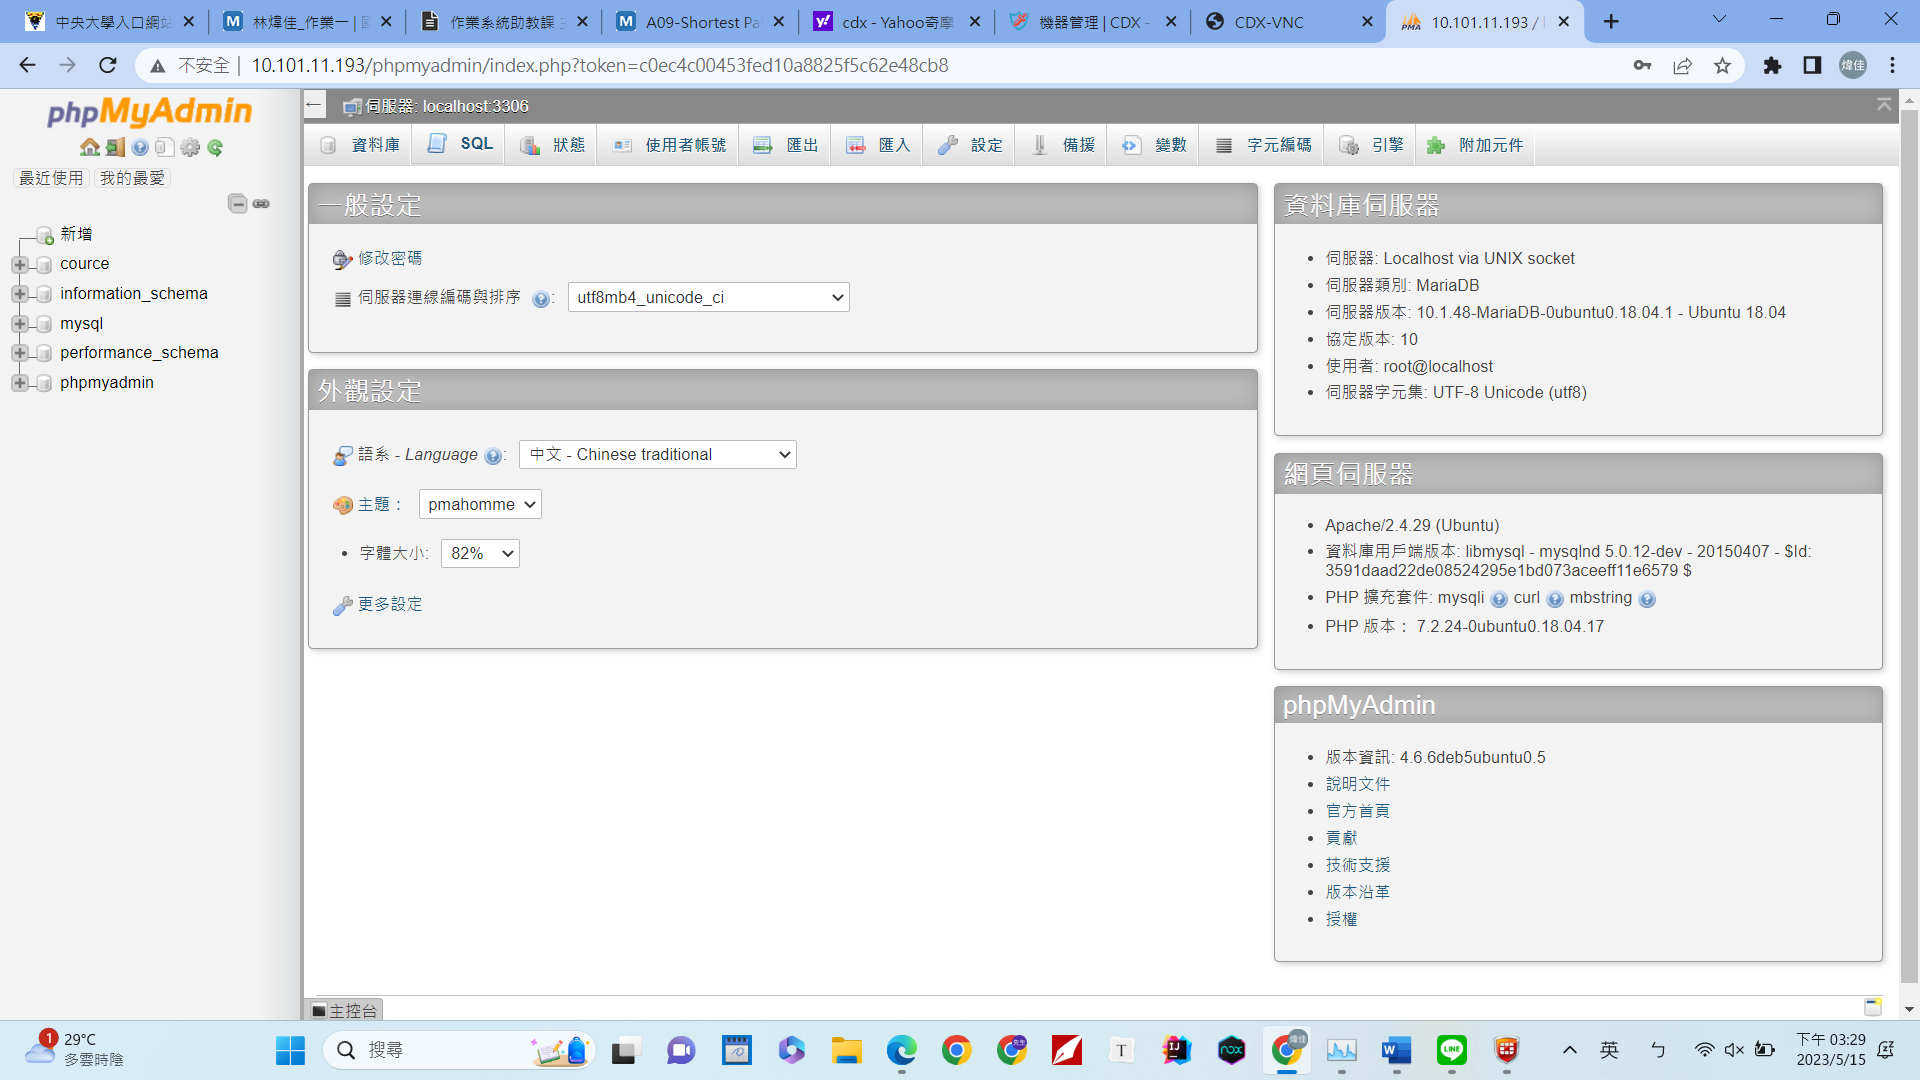 中央大學入口網站
林煒佳_作業一 | 國
作業系統助教課
A09-Shortest Pa
cdx - Yahoo奇摩
機器管理 | CDX -
CDX-VNC
10.101.11.193 /
不安全 | 10.101.11.193/phpmyadmin/index.php?token=c0ec4c00453fed10a8825f5c62e48cb8
煒佳
phpMyAdmin
最近使用 我的最愛
新增
cource
information_schema
mysql
performance_schema
phpmyadmin
伺服器: localhost:3306
資料庫 SQL 狀態 使用者帳號 匯出 匯入 設定 備援 變數 字元編碼 引擎 附加元件
一般設定
修改密碼
伺服器連線編碼與排序 : utf8mb4_unicode_ci
外觀設定
語系 - Language : 中文 - Chinese traditional
主題： pmahomme
字體大小: 82%
更多設定
資料庫伺服器
伺服器: Localhost via UNIX socket
伺服器類別: MariaDB
伺服器版本: 10.1.48-MariaDB-0ubuntu0.18.04.1 - Ubuntu 18.04
協定版本: 10
使用者: root@localhost
伺服器字元集: UTF-8 Unicode (utf8)
網頁伺服器
Apache/2.4.29 (Ubuntu)
資料庫用戶端版本: libmysql - mysqlnd 5.0.12-dev - 20150407 - $Id:
3591daad22de08524295e1bd073aceeff11e6579 $
PHP 擴充套件: mysqli curl mbstring
PHP 版本： 7.2.24-0ubuntu0.18.04.17
phpMyAdmin
版本資訊: 4.6.6deb5ubuntu0.5
說明文件
官方首頁
貢獻
技術支援
版本沿革
授權
主控台
1
29°C
多雲時陰
搜尋
英
ㄅ
下午 03:29
2023/5/15